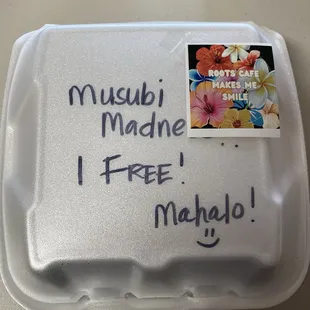 Musubi
Madne
1 FREE!
Mahalo!
ROOTS CAFE
MAKES ME
SMILE